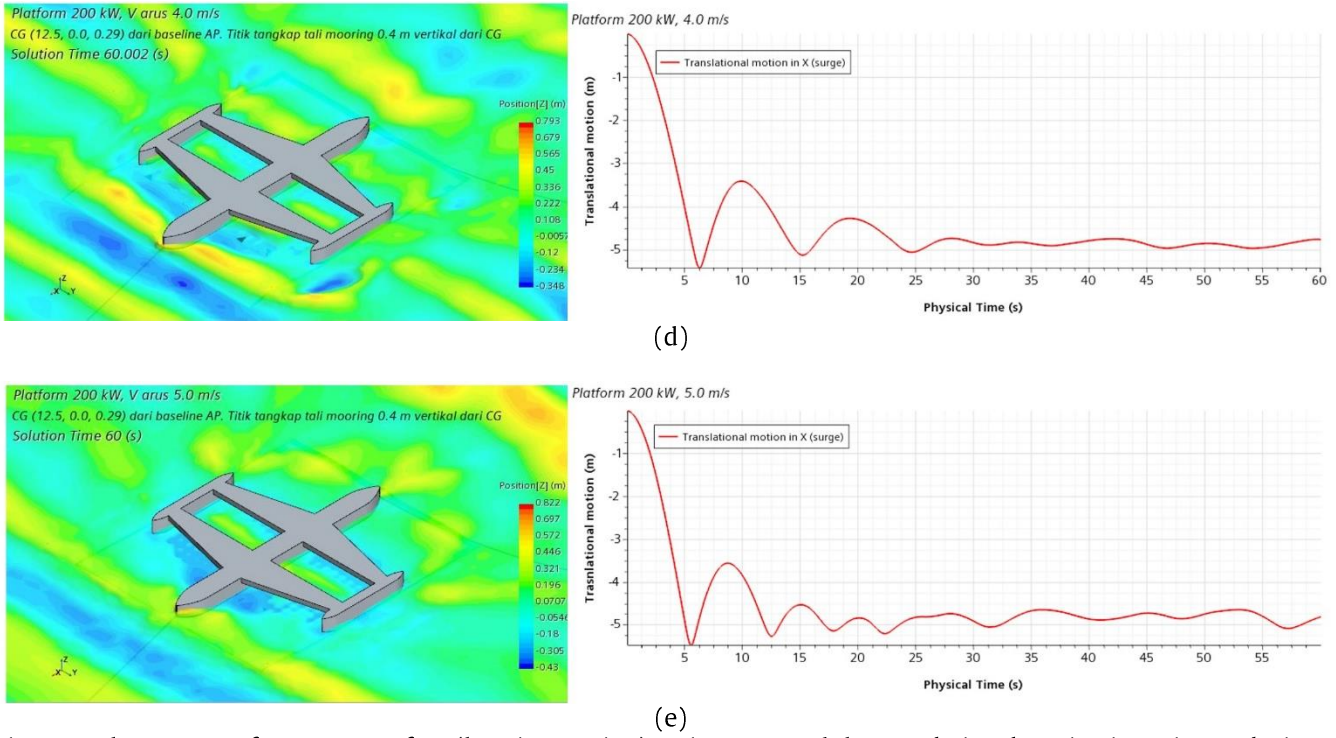 Platform 200 kW, V arus 4.0 m/s
CG (12.5, 0.0, 0.29) dari baseline AP. Titik tangkap tali mooring 0.4 m vertikal dari CG
Solution Time 60.002 (s)
Position[Z] (m)
0.793
0.679
0.565
0.45
0.336
0.222
0.108
-0.0057
-0.12
-0.234
-0.348
Z
X Y
Platform 200 kW, 4.0 m/s
Translational motion in X (surge)
Translational motion (m)
-1
-2
-3
-4
-5
5 10 15 20 25 30 35 40 45 50 55 60
Physical Time (s)
(d)
Platform 200 kW, V arus 5.0 m/s
CG (12.5, 0.0, 0.29) dari baseline AP. Titik tangkap tali mooring 0.4 m vertikal dari CG
Solution Time 60 (s)
Position[Z] (m)
0.822
0.697
0.572
0.446
0.321
0.196
0.0707
-0.0546
-0.18
-0.305
-0.43
Z
X Y
Platform 200 kW, 5.0 m/s
Translational motion in X (surge)
Trasnlational motion (m)
-1
-2
-3
-4
-5
5 10 15 20 25 30 35 40 45 50 55
Physical Time (s)
(e)